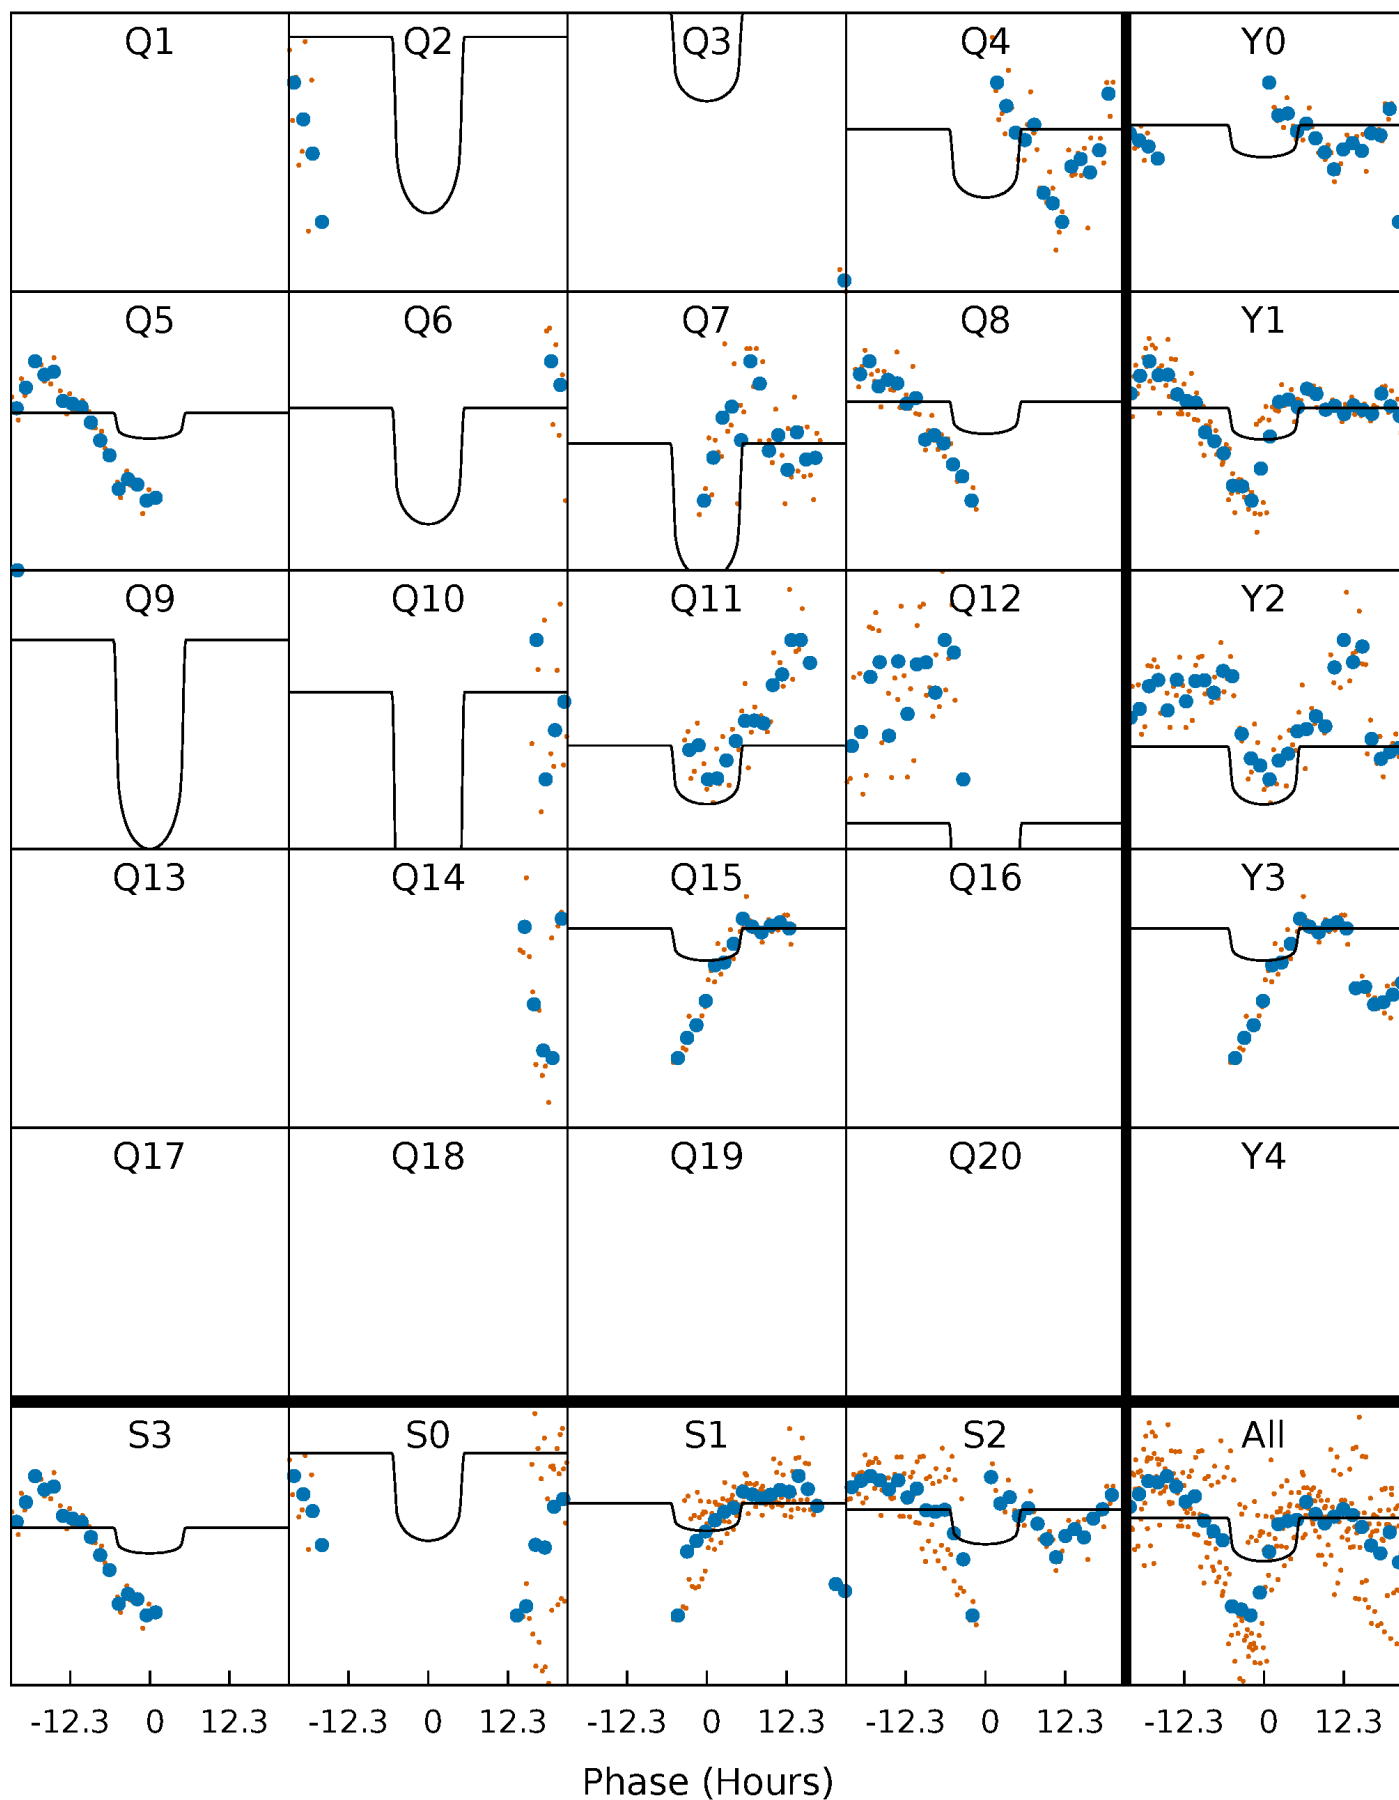 Q1 Q2 Q3 Q4 Y0
Q5 Q6 Q7 Q8 Y1
Q9 Q10 Q11 Q12 Y2
Q13 Q14 Q15 Q16 Y3
Q17 Q18 Q19 Q20 Y4
S3 S0 S1 S2 All
-12.3 0 12.3 -12.3 0 12.3 -12.3 0 12.3 -12.3 0 12.3 -12.3 0 12.3
Phase (Hours)